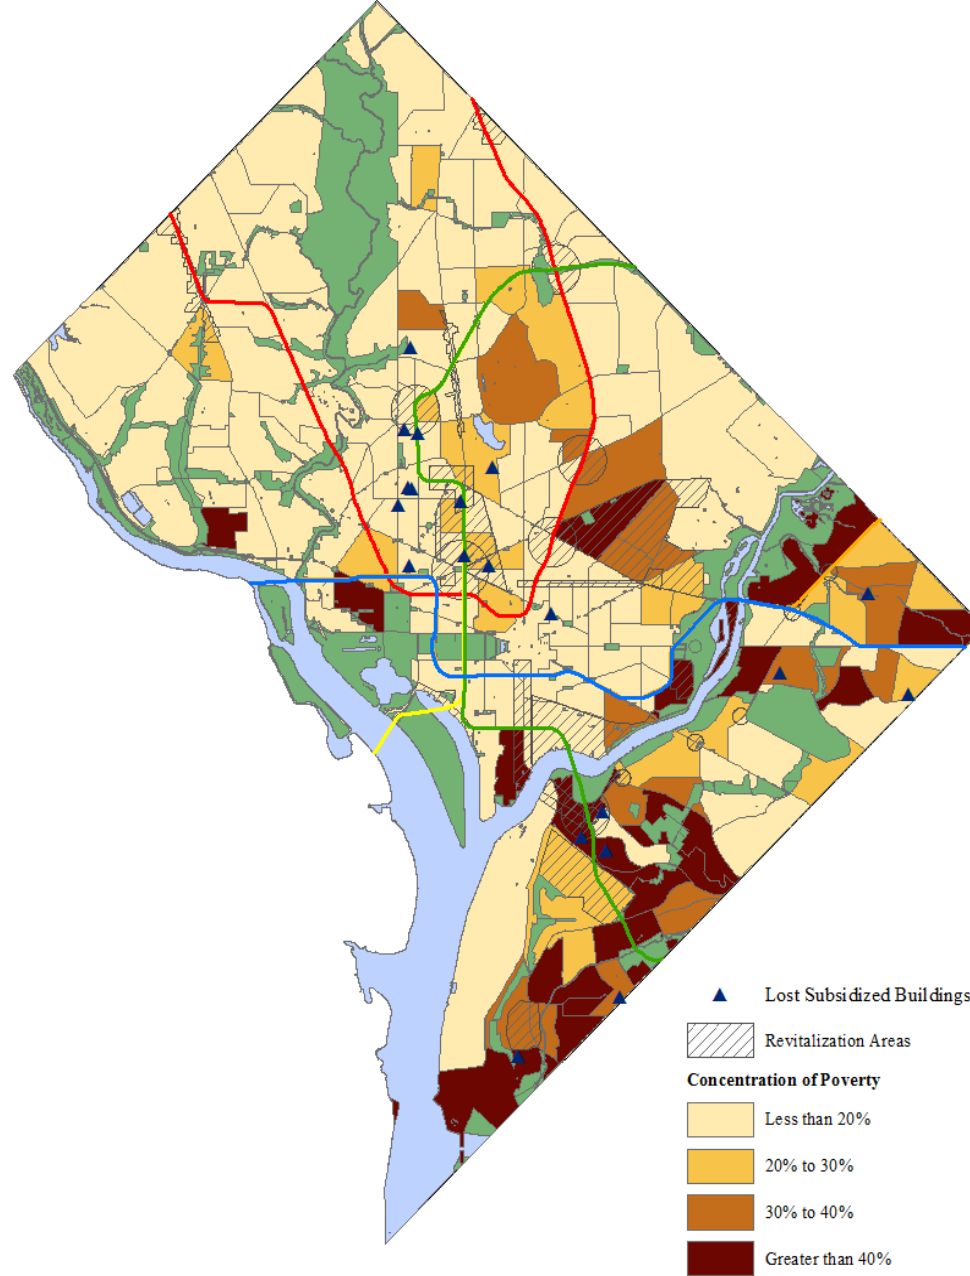 Lost Subsidized Buildings
Revitalization Areas
Concentration of Poverty
Less than 20%
20% to 30%
30% to 40%
Greater than 40%